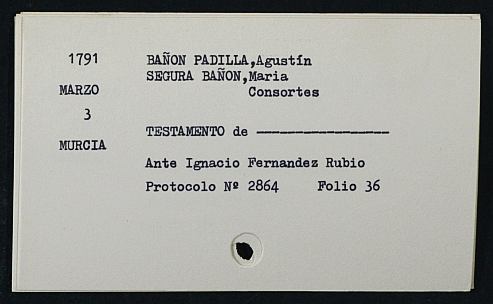 1791
MARZO
3
MURCIA
BAÑON PADILLA,Agustín
SEGURA BAÑON,Maria
Consortes
TESTAMENTO de -----------------
Ante Ignacio Fernandez Rubio
Protocolo Nº 2864 Folio 36